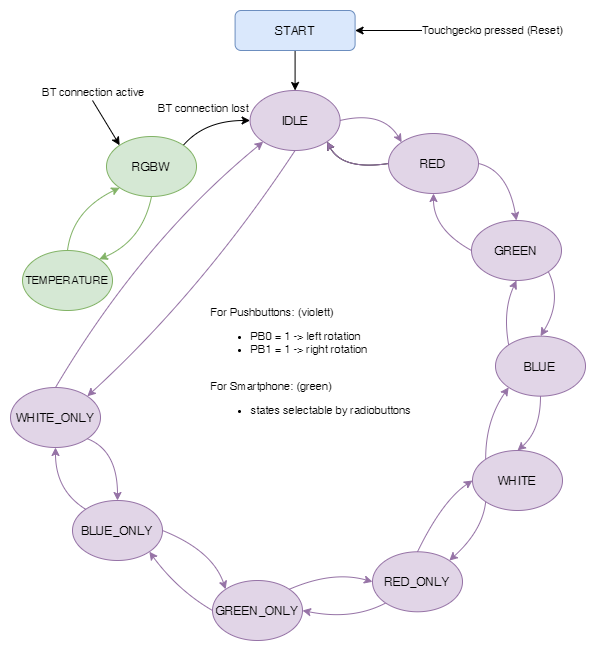 START
Touchgecko pressed (Reset)
BT connection active
BT connection lost
IDLE
RGBW
RED
GREEN
TEMPERATURE
For Pushbuttons: (violett)
• PB0 = 1 -> left rotation
• PB1 = 1 -> right rotation
BLUE
For Smartphone: (green)
• states selectable by radiobuttons
WHITE_ONLY
WHITE
BLUE_ONLY
RED_ONLY
GREEN_ONLY